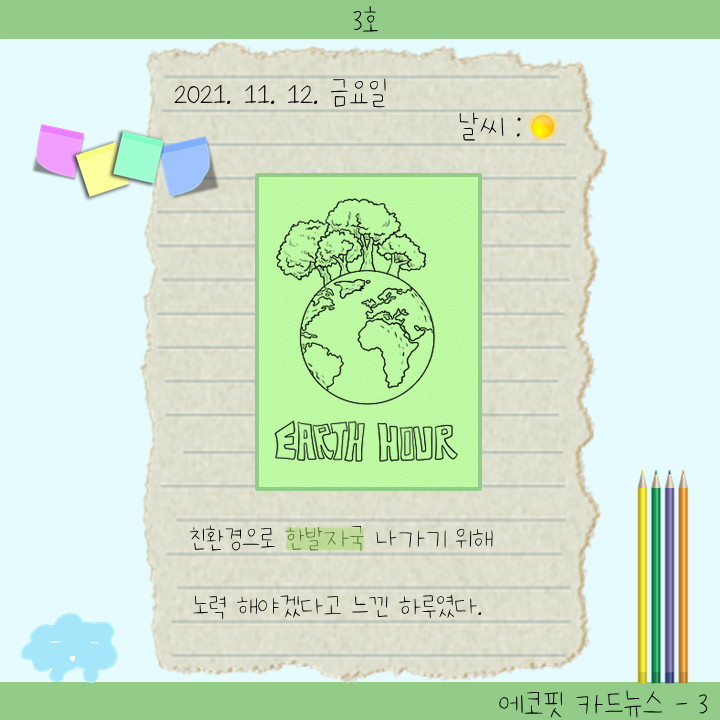 3호
2021. 11. 12. 금요일
날씨 :
EARTH HOUR
친환경으로 한발자국 나가기 위해
노력 해야겠다고 느낀 하루였다.
에코핏 카드뉴스 - 3